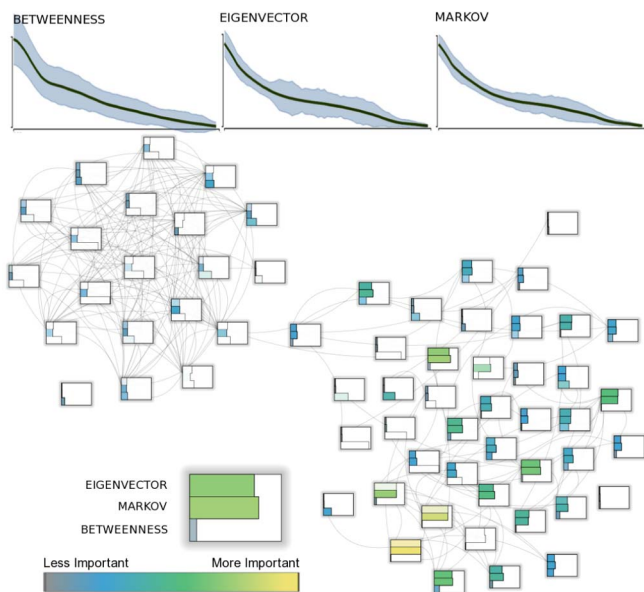 BETWEENNESS
EIGENVECTOR
MARKOV
EIGENVECTOR
MARKOV
BETWEENNESS
Less Important
More Important